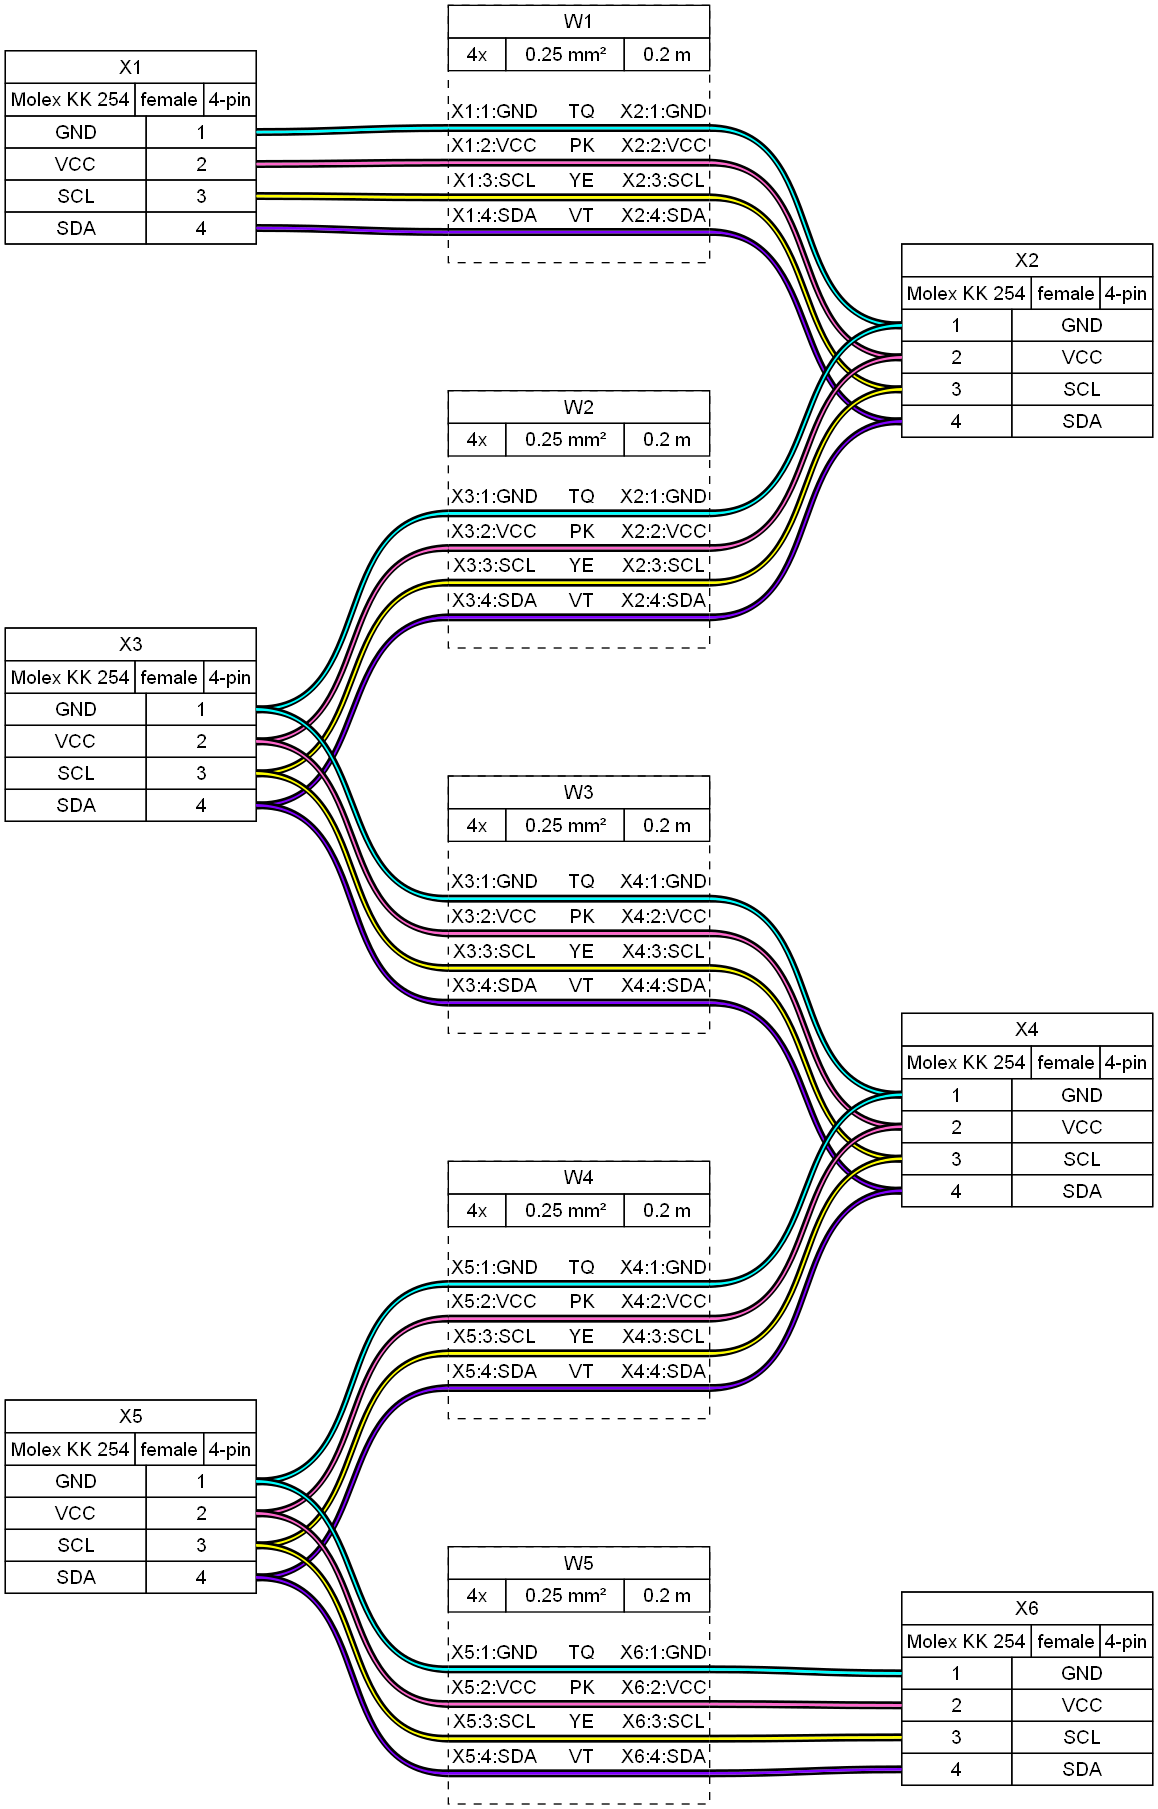 W1
4x 0.25 mm² 0.2 m
X1
Molex KK 254 female 4-pin
GND 1
VCC 2
SCL 3
SDA 4
X1:1:GND TQ X2:1:GND
X1:2:VCC PK X2:2:VCC
X1:3:SCL YE X2:3:SCL
X1:4:SDA VT X2:4:SDA
X2
Molex KK 254 female 4-pin
1 GND
2 VCC
3 SCL
4 SDA
W2
4x 0.25 mm² 0.2 m
X3:1:GND TQ X2:1:GND
X3:2:VCC PK X2:2:VCC
X3:3:SCL YE X2:3:SCL
X3:4:SDA VT X2:4:SDA
X3
Molex KK 254 female 4-pin
GND 1
VCC 2
SCL 3
SDA 4
W3
4x 0.25 mm² 0.2 m
X3:1:GND TQ X4:1:GND
X3:2:VCC PK X4:2:VCC
X3:3:SCL YE X4:3:SCL
X3:4:SDA VT X4:4:SDA
X4
Molex KK 254 female 4-pin
1 GND
2 VCC
3 SCL
4 SDA
W4
4x 0.25 mm² 0.2 m
X5:1:GND TQ X4:1:GND
X5:2:VCC PK X4:2:VCC
X5:3:SCL YE X4:3:SCL
X5:4:SDA VT X4:4:SDA
X5
Molex KK 254 female 4-pin
GND 1
VCC 2
SCL 3
SDA 4
W5
4x 0.25 mm² 0.2 m
X5:1:GND TQ X6:1:GND
X5:2:VCC PK X6:2:VCC
X5:3:SCL YE X6:3:SCL
X5:4:SDA VT X6:4:SDA
X6
Molex KK 254 female 4-pin
1 GND
2 VCC
3 SCL
4 SDA